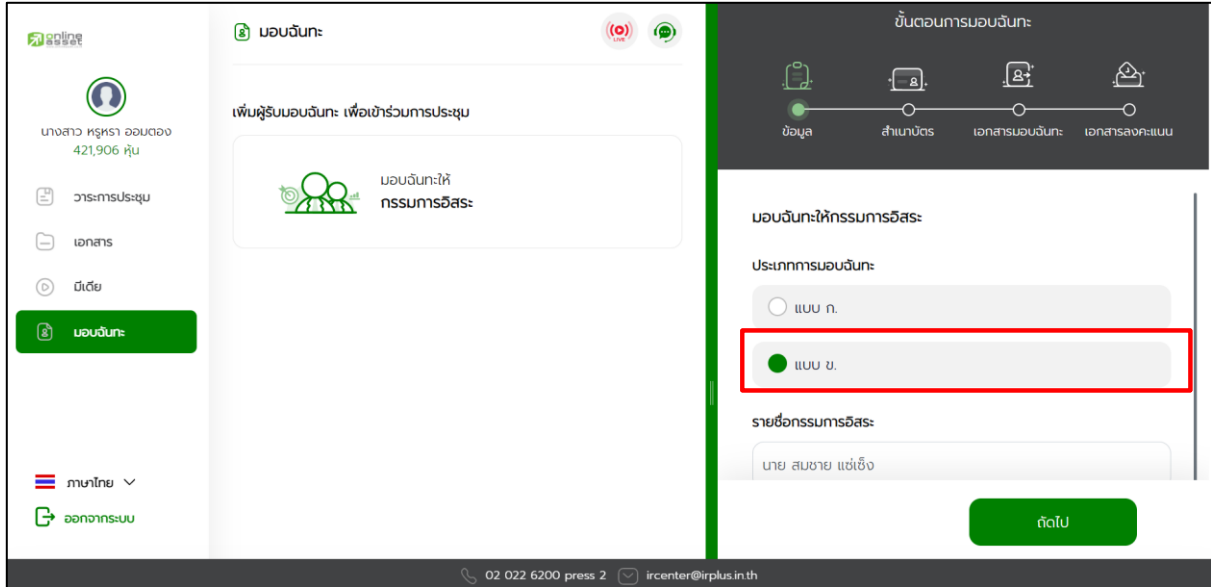 online
asset
นางสาว หรูหรา ออมตอง
421,906 หุ้น
วาระการประชุม
เอกสาร
มีเดีย
มอบฉันทะ
ภาษาไทย
ออกจากระบบ
มอบฉันทะ
LIVE
เพิ่มผู้รับมอบฉันทะ เพื่อเข้าร่วมการประชุม
มอบฉันทะให้
กรรมการอิสระ
ขั้นตอนการมอบฉันทะ
ข้อมูล สำเนาบัตร เอกสารมอบฉันทะ เอกสารลงคะแนน
มอบฉันทะให้กรรมการอิสระ
ประเภทการมอบฉันทะ
แบบ ก.
แบบ ข.
รายชื่อกรรมการอิสระ
นาย สมชาย แซ่เซ็ง
ถัดไป
02 022 6200 press 2 ircenter@irplus.in.th